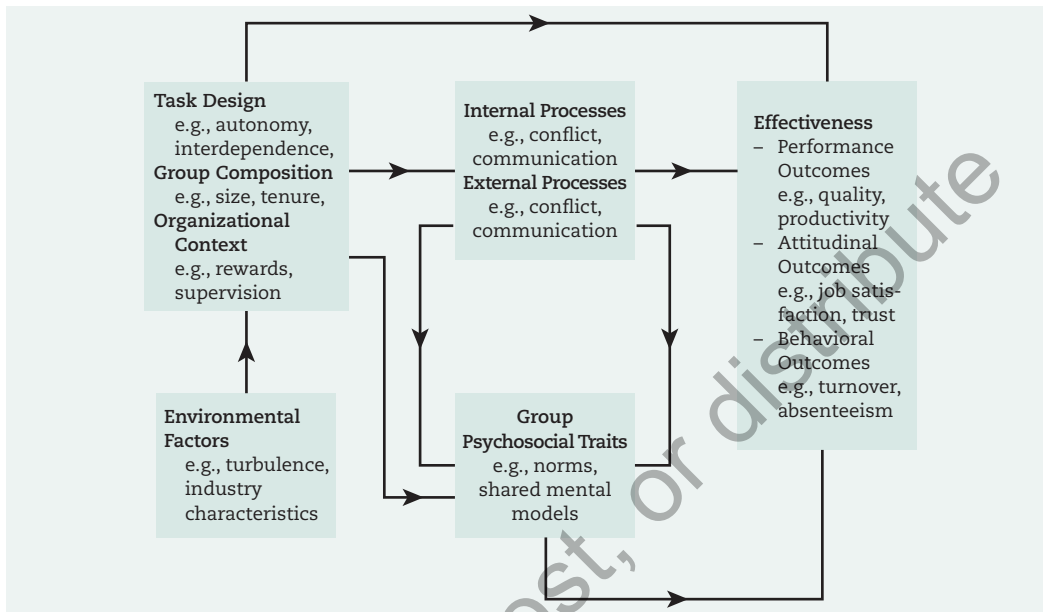 Task Design
e.g., autonomy,
interdependence,
Group Composition
e.g., size, tenure,
Organizational
Context
e.g., rewards,
supervision
Internal Processes
e.g., conflict,
communication
External Processes
e.g., conflict,
communication
Effectiveness
– Performance
Outcomes
e.g., quality,
productivity
– Attitudinal
Outcomes
e.g., job satis-
faction, trust
– Behavioral
Outcomes
e.g., turnover,
absenteeism
Environmental
Factors
e.g., turbulence,
industry
characteristics
Group
Psychosocial Traits
e.g., norms,
shared mental
models
or distribute